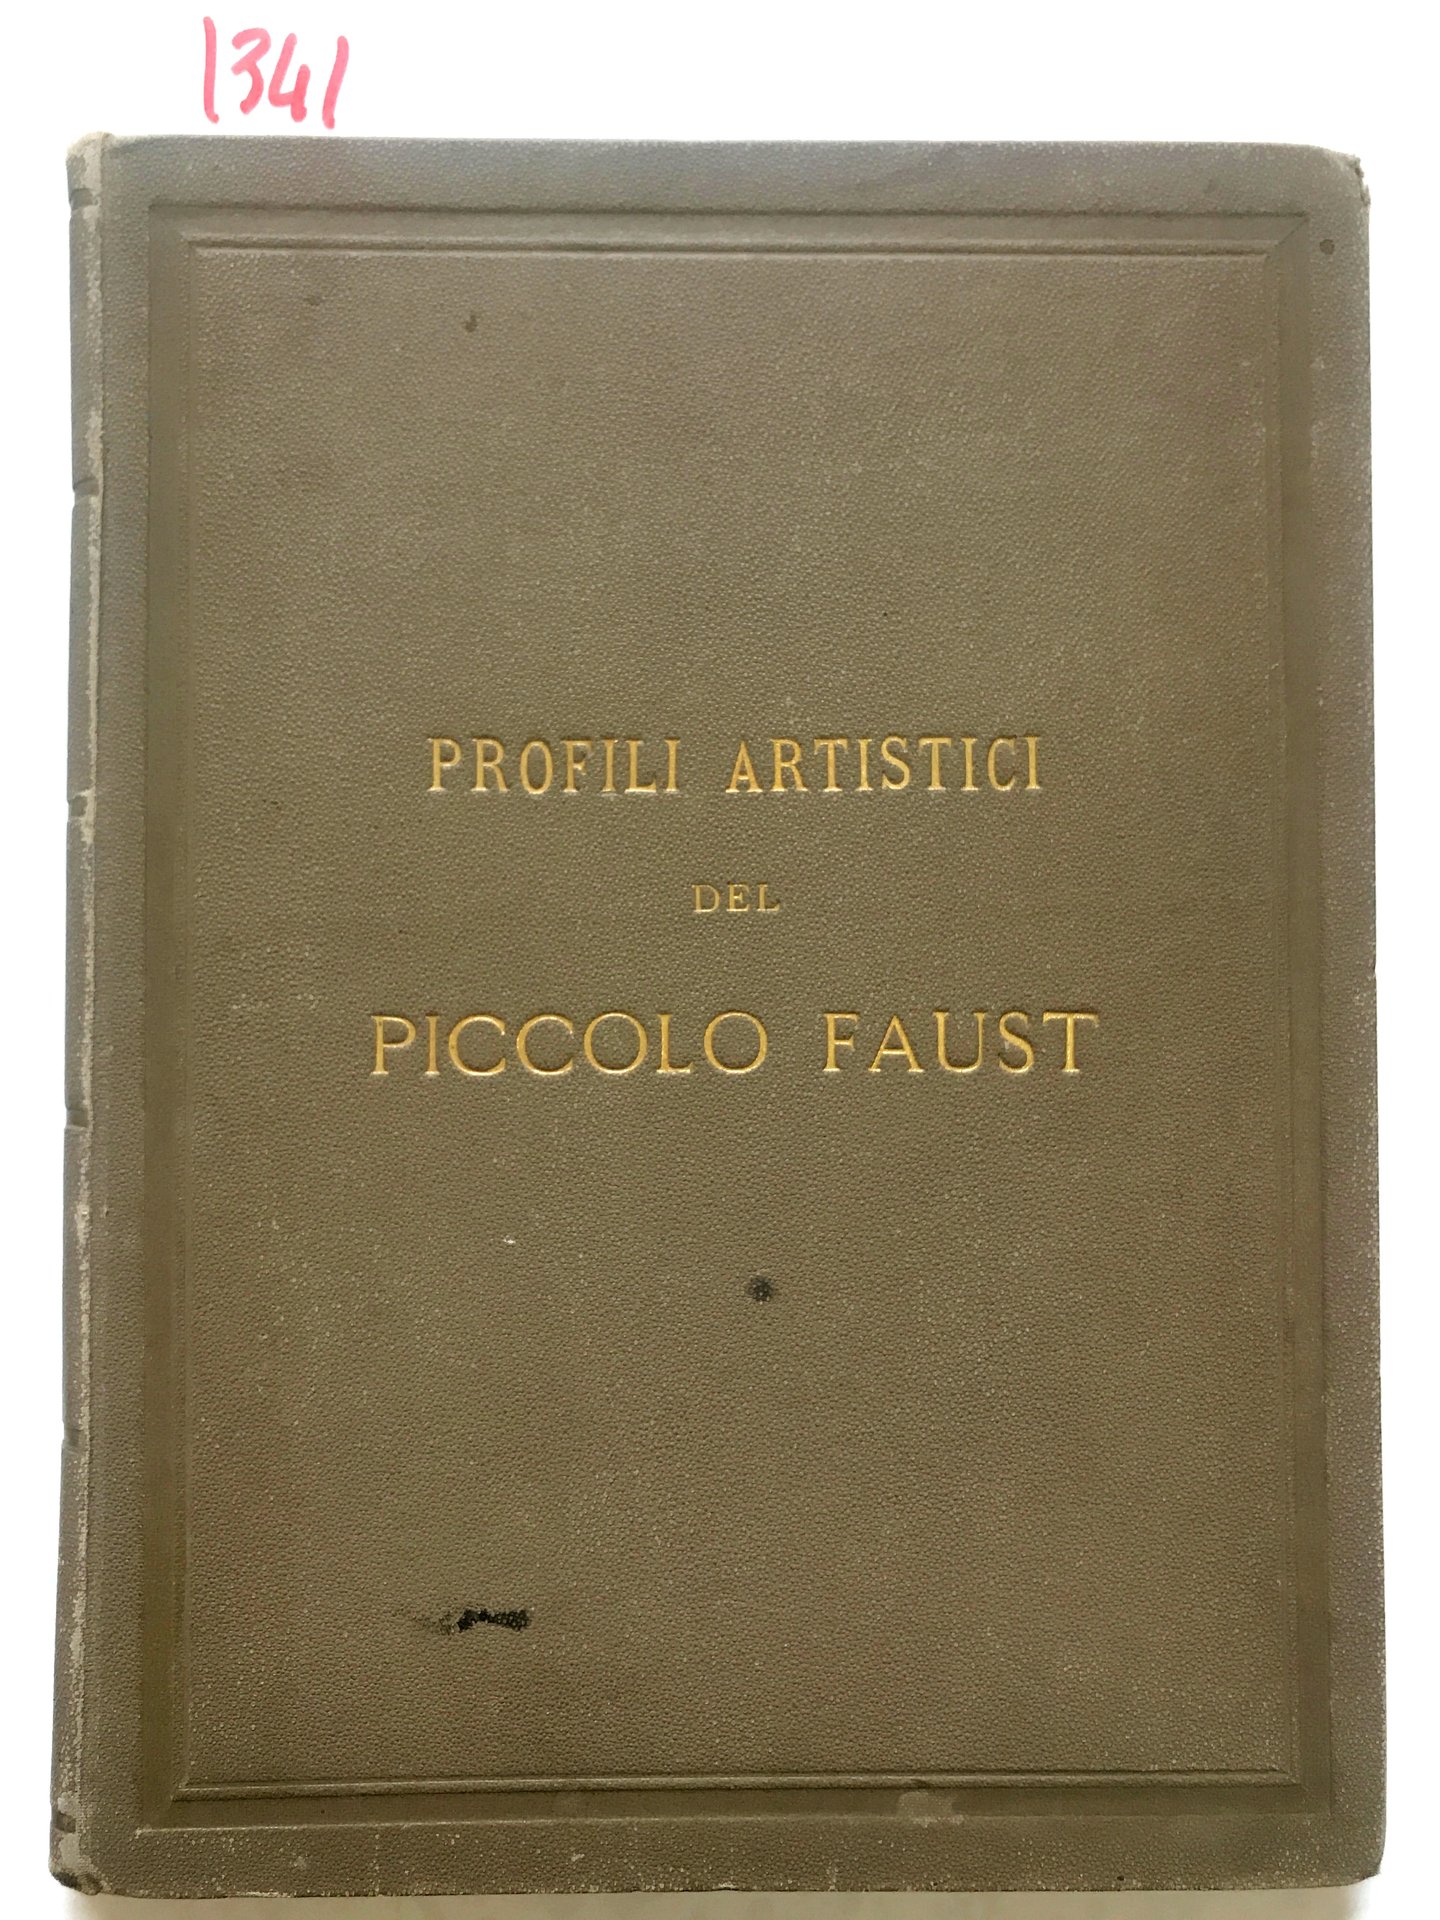 1341
PROFILI ARTISTICI
DEL
PICCOLO FAUST